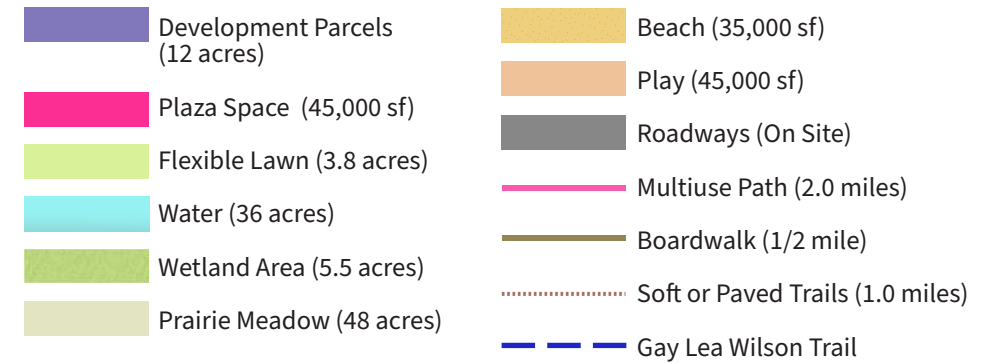 Development Parcels
(12 acres)
Plaza Space (45,000 sf)
Flexible Lawn (3.8 acres)
Water (36 acres)
Wetland Area (5.5 acres)
Prairie Meadow (48 acres)
Beach (35,000 sf)
Play (45,000 sf)
Roadways (On Site)
Multiuse Path (2.0 miles)
Boardwalk (1/2 mile)
Soft or Paved Trails (1.0 miles)
Gay Lea Wilson Trail